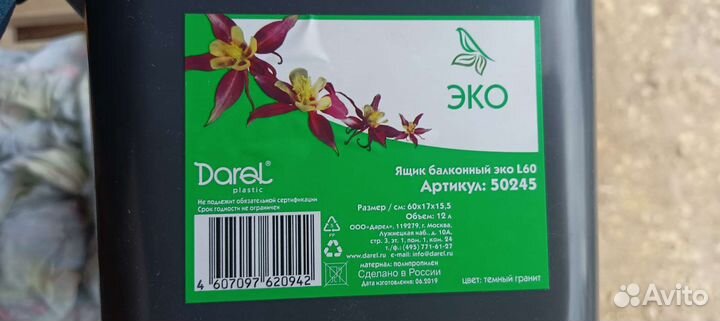 ЭКО
Darel®
plastic
Не подлежит обязательной сертификации
Срок годности не ограничен
Ящик балконный эко L60
Артикул: 50245
Размер / см: 60x17x15,5
Объем: 12 л
ООО«Дарел», 119279, г. Москва,
Лужнецкая наб., д. 10А,
стр. 3, эт. 1, пом. 1, ком. 24
т./ф.: (495) 771-61-27
www.darel.ru e-mail: info@darel.ru
материал: полипропилен
Сделано в России
Дата изготовления: 06.2019
цвет: темный гранит
PP
4 607097 620942
Avito